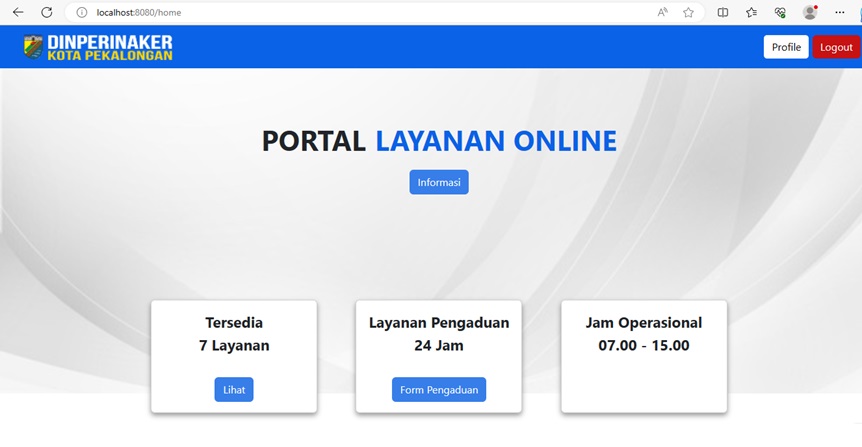 localhost:8080/home
DINPERINAKER
KOTA PEKALONGAN
Profile
Logout
PORTAL LAYANAN ONLINE
Informasi
Tersedia
7 Layanan
Lihat
Layanan Pengaduan
24 Jam
Form Pengaduan
Jam Operasional
07.00 - 15.00